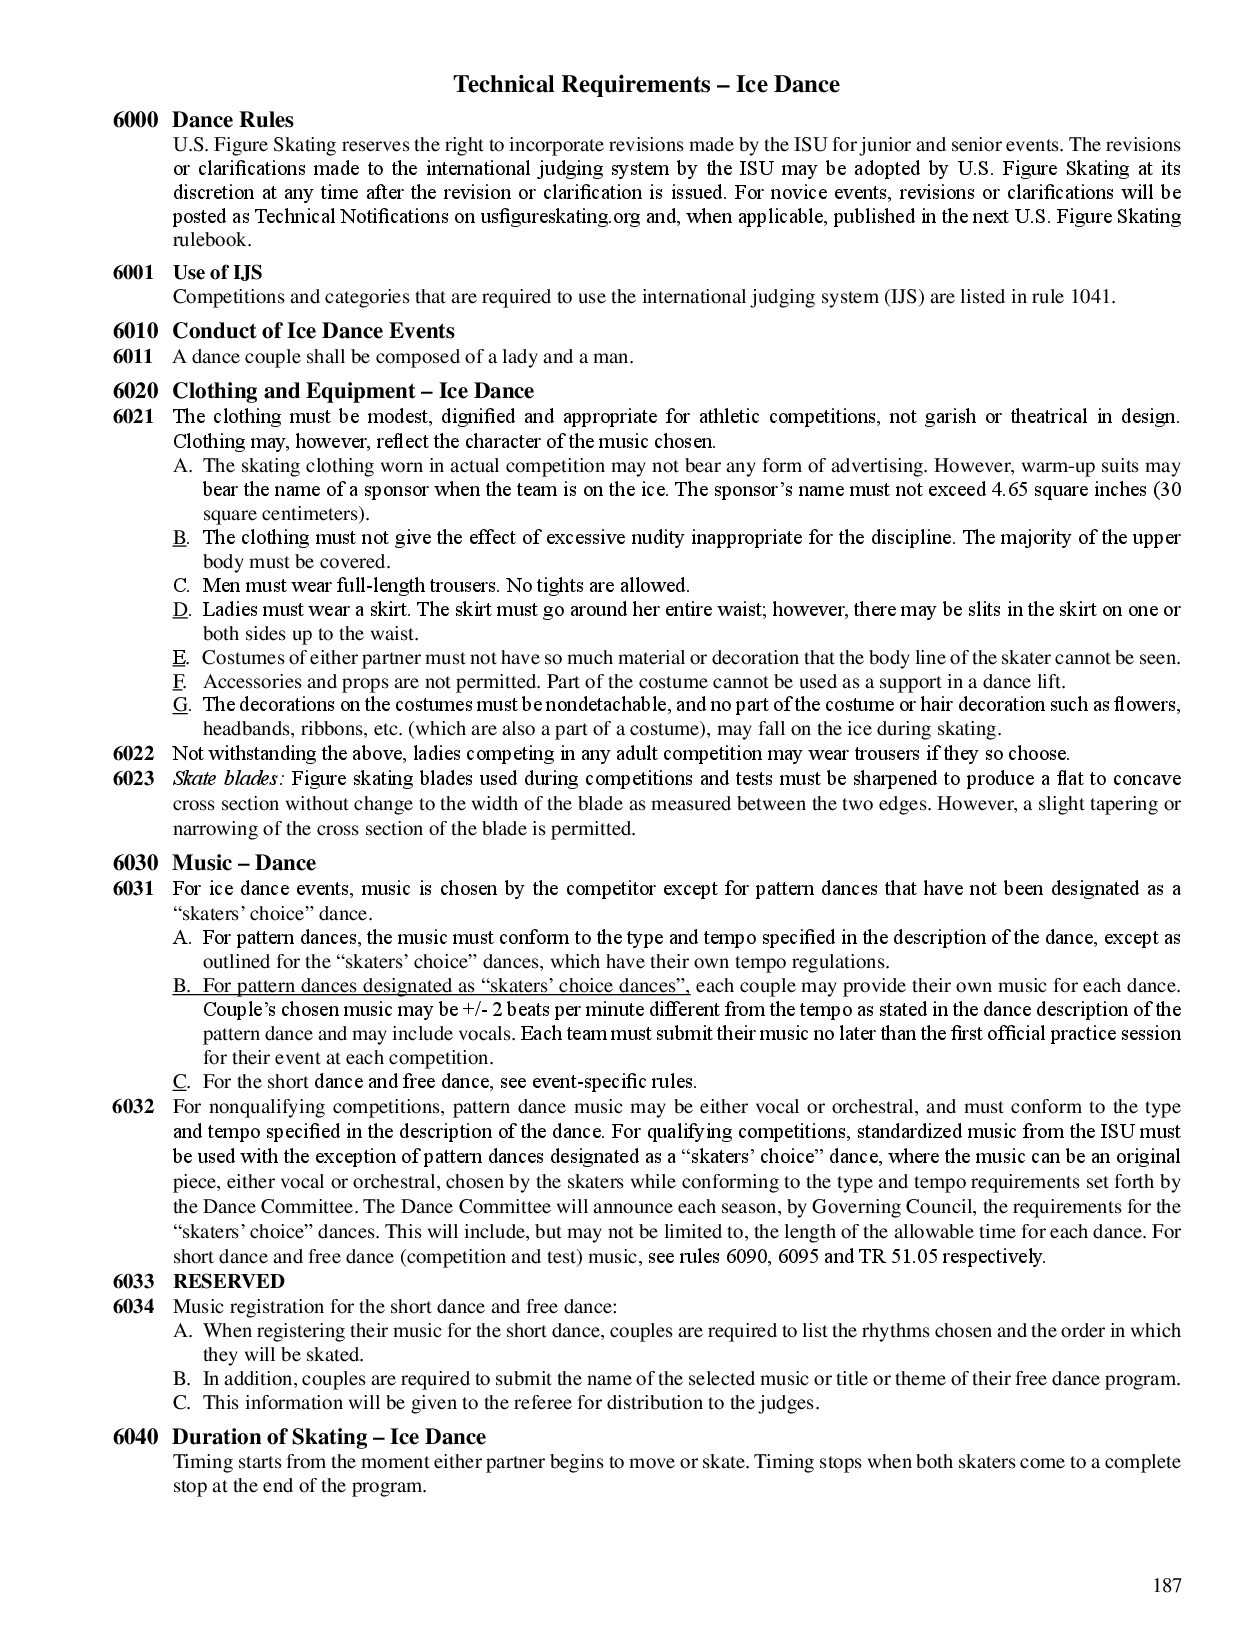 Technical Requirements – Ice Dance
6000 Dance Rules
U.S. Figure Skating reserves the right to incorporate revisions made by the ISU for junior and senior events. The revisions
or clarifications made to the international judging system by the ISU may be adopted by U.S. Figure Skating at its
discretion at any time after the revision or clarification is issued. For novice events, revisions or clarifications will be
posted as Technical Notifications on usfigureskating.org and, when applicable, published in the next U.S. Figure Skating
rulebook.
6001 Use of IJS
Competitions and categories that are required to use the international judging system (IJS) are listed in rule 1041.
6010 Conduct of Ice Dance Events
6011 A dance couple shall be composed of a lady and a man.
6020 Clothing and Equipment – Ice Dance
6021 The clothing must be modest, dignified and appropriate for athletic competitions, not garish or theatrical in design.
Clothing may, however, reflect the character of the music chosen.
A. The skating clothing worn in actual competition may not bear any form of advertising. However, warm-up suits may
bear the name of a sponsor when the team is on the ice. The sponsor’s name must not exceed 4.65 square inches (30
square centimeters).
B. The clothing must not give the effect of excessive nudity inappropriate for the discipline. The majority of the upper
body must be covered.
C. Men must wear full-length trousers. No tights are allowed.
D. Ladies must wear a skirt. The skirt must go around her entire waist; however, there may be slits in the skirt on one or
both sides up to the waist.
E. Costumes of either partner must not have so much material or decoration that the body line of the skater cannot be seen.
F. Accessories and props are not permitted. Part of the costume cannot be used as a support in a dance lift.
G. The decorations on the costumes must be nondetachable, and no part of the costume or hair decoration such as flowers,
headbands, ribbons, etc. (which are also a part of a costume), may fall on the ice during skating.
6022 Not withstanding the above, ladies competing in any adult competition may wear trousers if they so choose.
6023 Skate blades: Figure skating blades used during competitions and tests must be sharpened to produce a flat to concave
cross section without change to the width of the blade as measured between the two edges. However, a slight tapering or
narrowing of the cross section of the blade is permitted.
6030 Music – Dance
6031 For ice dance events, music is chosen by the competitor except for pattern dances that have not been designated as a
“skaters’ choice” dance.
A. For pattern dances, the music must conform to the type and tempo specified in the description of the dance, except as
outlined for the “skaters’ choice” dances, which have their own tempo regulations.
B. For pattern dances designated as “skaters’ choice dances”, each couple may provide their own music for each dance.
Couple’s chosen music may be +/- 2 beats per minute different from the tempo as stated in the dance description of the
pattern dance and may include vocals. Each team must submit their music no later than the first official practice session
for their event at each competition.
C. For the short dance and free dance, see event-specific rules.
6032 For nonqualifying competitions, pattern dance music may be either vocal or orchestral, and must conform to the type
and tempo specified in the description of the dance. For qualifying competitions, standardized music from the ISU must
be used with the exception of pattern dances designated as a “skaters’ choice” dance, where the music can be an original
piece, either vocal or orchestral, chosen by the skaters while conforming to the type and tempo requirements set forth by
the Dance Committee. The Dance Committee will announce each season, by Governing Council, the requirements for the
“skaters’ choice” dances. This will include, but may not be limited to, the length of the allowable time for each dance. For
short dance and free dance (competition and test) music, see rules 6090, 6095 and TR 51.05 respectively.
6033 RESERVED
6034 Music registration for the short dance and free dance:
A. When registering their music for the short dance, couples are required to list the rhythms chosen and the order in which
they will be skated.
B. In addition, couples are required to submit the name of the selected music or title or theme of their free dance program.
C. This information will be given to the referee for distribution to the judges.
6040 Duration of Skating – Ice Dance
Timing starts from the moment either partner begins to move or skate. Timing stops when both skaters come to a complete
stop at the end of the program.
187